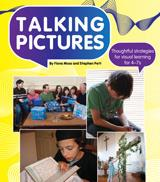 TALKING
PICTURES
By Fiona Moss and Stephen Pett
Thoughtful strategies
for visual learning
for 4–7s